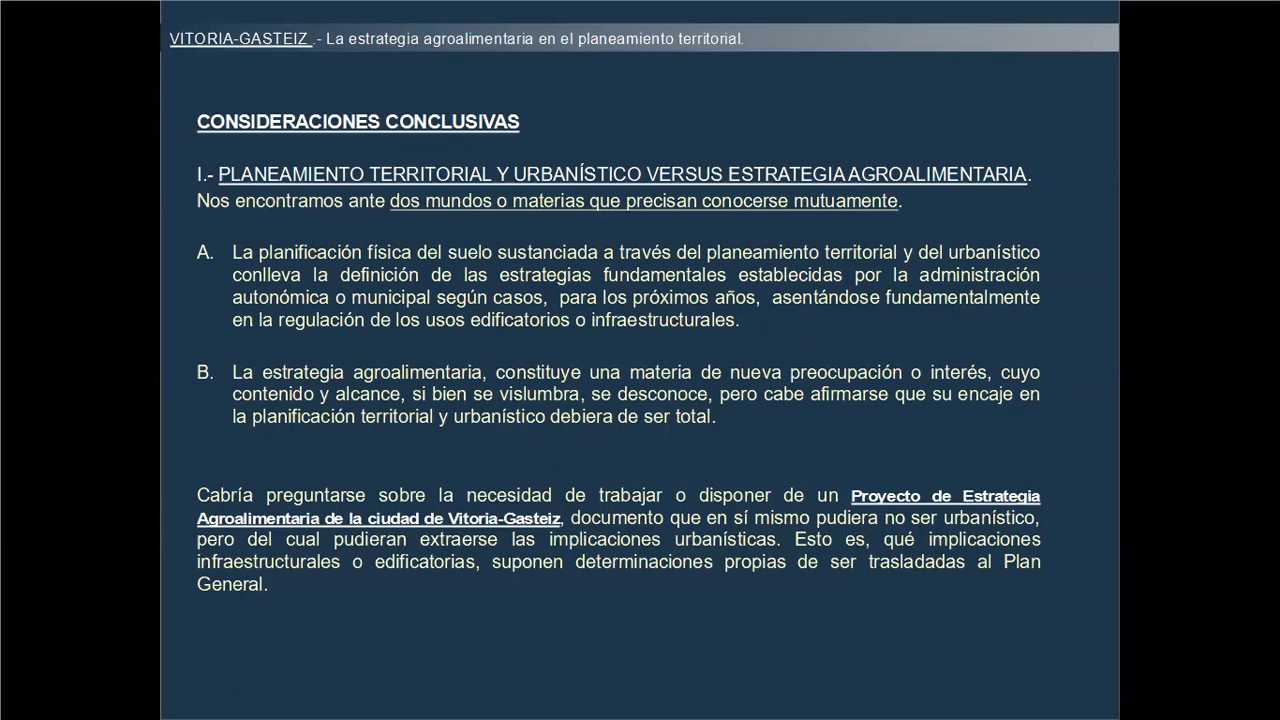 VITORIA-GASTEIZ .- La estrategia agroalimentaria en el planeamiento territorial.
CONSIDERACIONES CONCLUSIVAS
I.- PLANEAMIENTO TERRITORIAL Y URBANÍSTICO VERSUS ESTRATEGIA AGROALIMENTARIA.
Nos encontramos ante dos mundos o materias que precisan conocerse mutuamente.
A. La planificación física del suelo sustanciada a través del planeamiento territorial y del urbanístico
conlleva la definición de las estrategias fundamentales establecidas por la administración
autonómica o municipal según casos, para los próximos años, asentándose fundamentalmente
en la regulación de los usos edificatorios o infraestructurales.
B. La estrategia agroalimentaria, constituye una materia de nueva preocupación o interés, cuyo
contenido y alcance, si bien se vislumbra, se desconoce, pero cabe afirmarse que su encaje en
la planificación territorial y urbanístico debiera de ser total.
Cabría preguntarse sobre la necesidad de trabajar o disponer de un Proyecto de Estrategia
Agroalimentaria de la ciudad de Vitoria-Gasteiz, documento que en sí mismo pudiera no ser urbanístico,
pero del cual pudieran extraerse las implicaciones urbanísticas. Esto es, qué implicaciones
infraestructurales o edificatorias, suponen determinaciones propias de ser trasladadas al Plan
General.